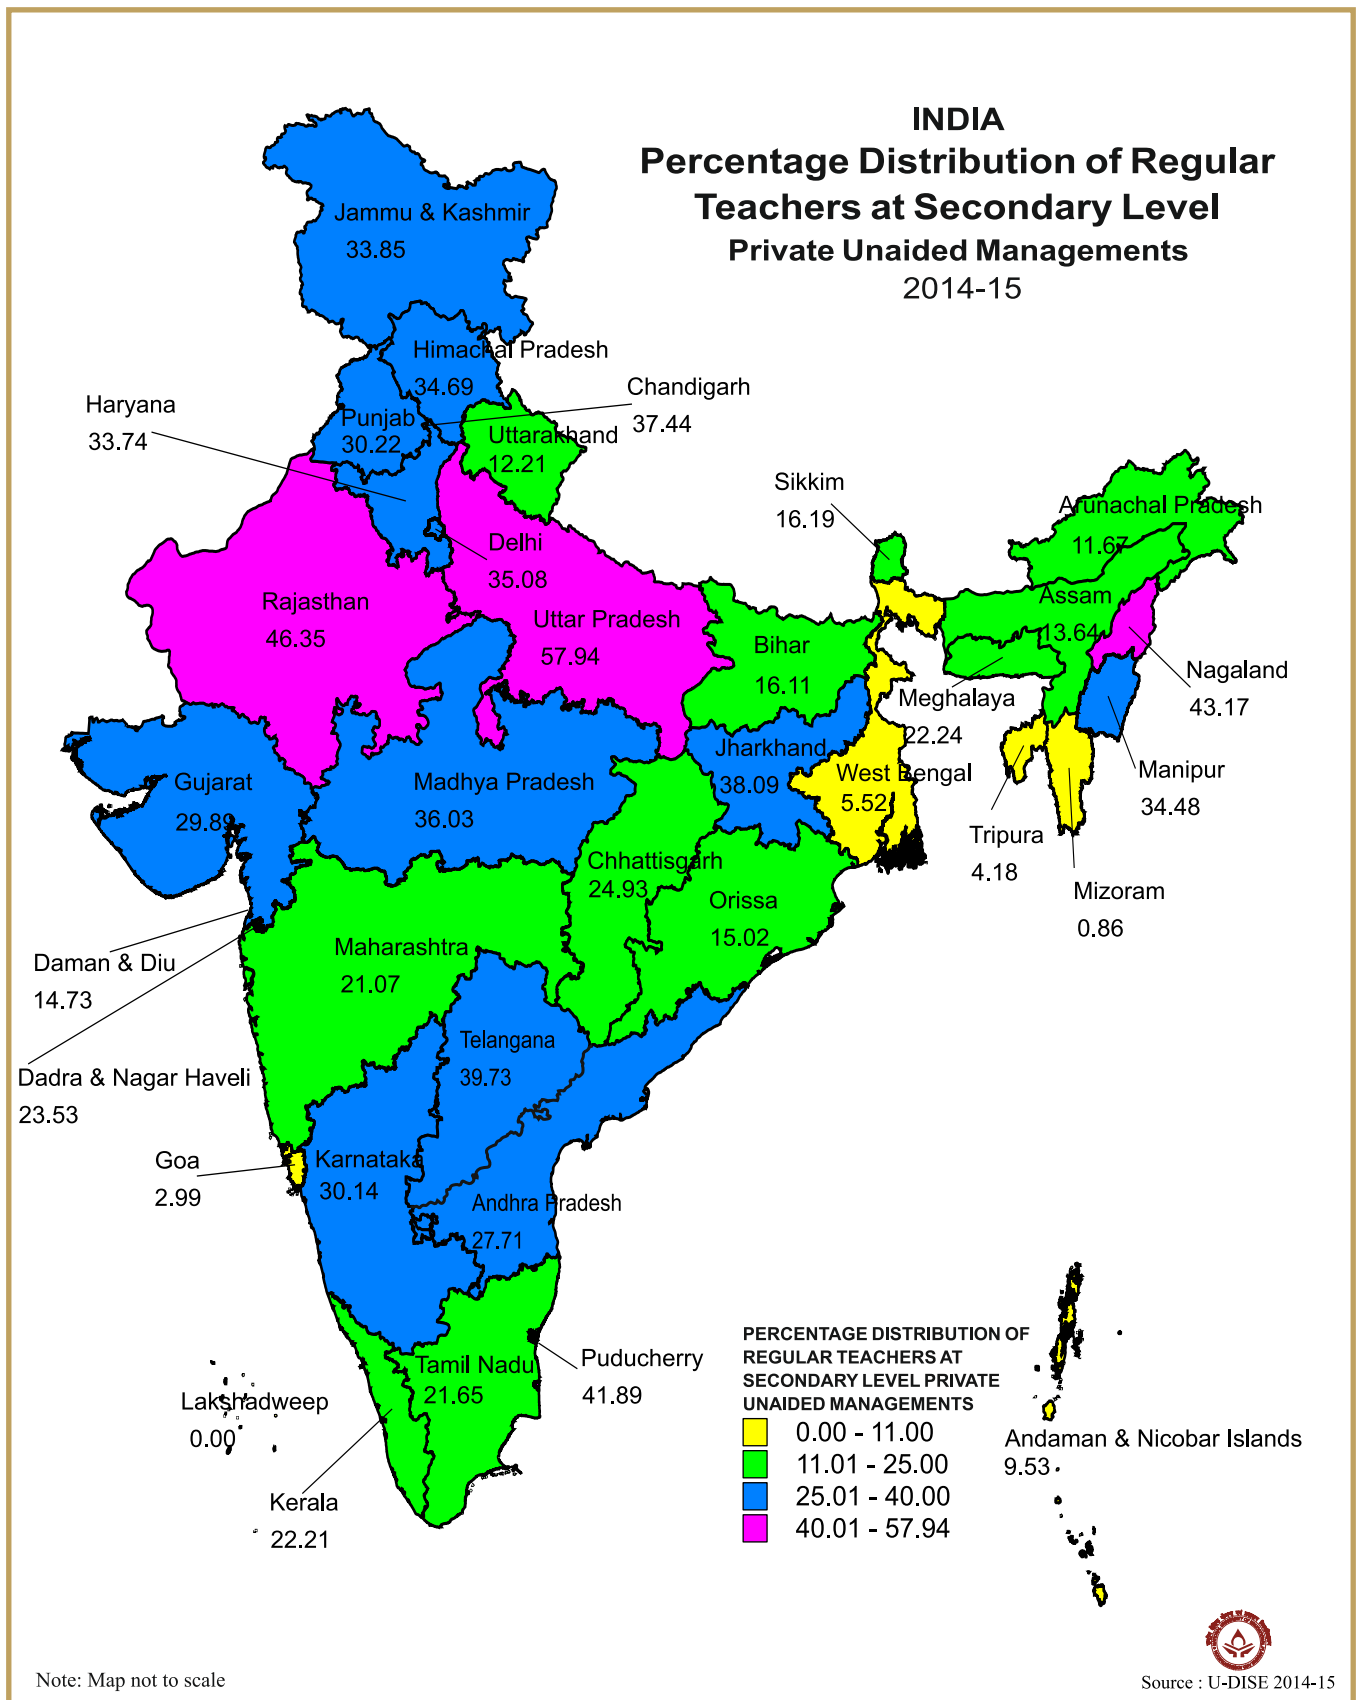 INDIA
Percentage Distribution of Regular
Teachers at Secondary Level
Private Unaided Managements
2014-15
Jammu & Kashmir
33.85
Himachal Pradesh
34.69
Chandigarh
37.44
Haryana
33.74
Punjab
30.22
Uttarakhand
12.21
Sikkim
16.19
Arunachal Pradesh
11.67
Delhi
35.08
Rajasthan
46.35
Uttar Pradesh
57.94
Assam
13.64
Bihar
16.11
Nagaland
43.17
Meghalaya
22.24
Jharkhand
38.09
West Bengal
5.52
Manipur
34.48
Gujarat
29.89
Madhya Pradesh
36.03
Tripura
4.18
Mizoram
0.86
Chhattisgarh
24.93
Orissa
15.02
Maharashtra
21.07
Daman & Diu
14.73
Telangana
39.73
Dadra & Nagar Haveli
23.53
Goa
2.99
Karnataka
30.14
Andhra Pradesh
27.71
Tamil Nadu
21.65
Puducherry
41.89
Lakshadweep
0.00
Kerala
22.21
PERCENTAGE DISTRIBUTION OF
REGULAR TEACHERS AT
SECONDARY LEVEL PRIVATE
UNAIDED MANAGEMENTS
0.00 - 11.00
11.01 - 25.00
25.01 - 40.00
40.01 - 57.94
Andaman & Nicobar Islands
9.53
Note: Map not to scale
Source : U-DISE 2014-15